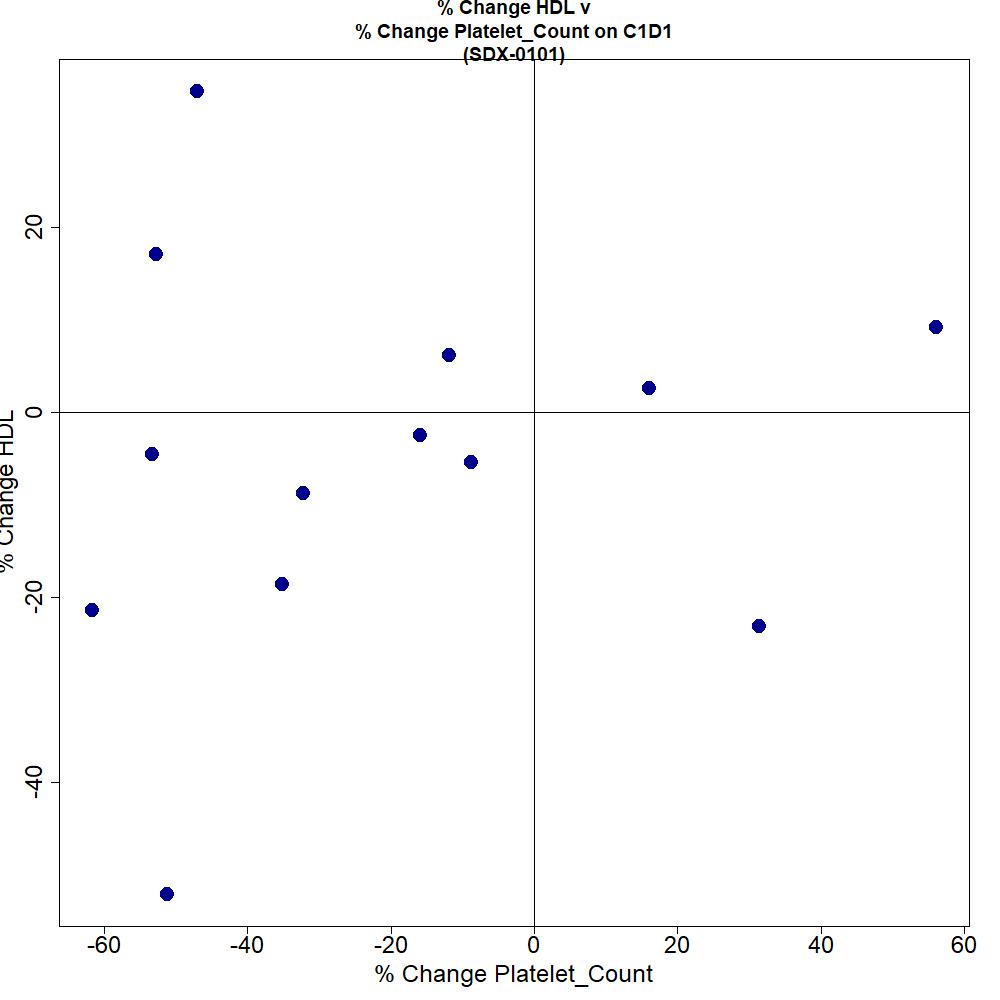 % Change HDL v
% Change Platelet_Count on C1D1
(SDX-0101)
20
0
-20
-40
% Change HDL
-60
-40
-20
0
20
40
60
% Change Platelet_Count